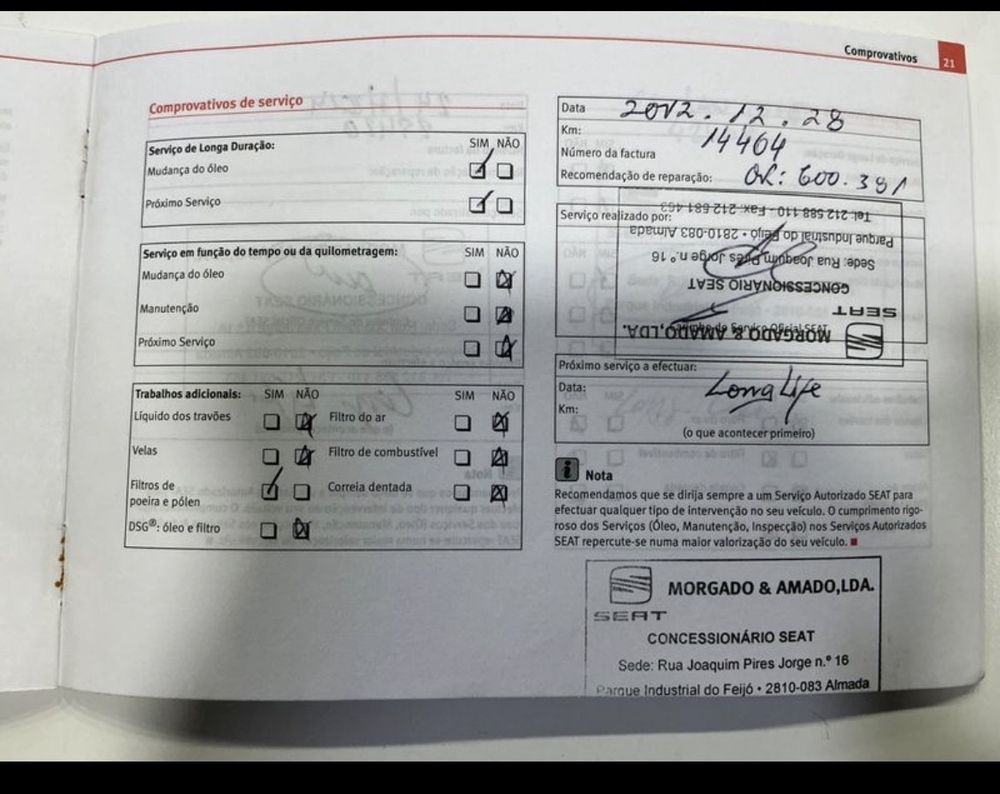 Comprovativos
21
Comprovativos de serviço
Serviço de Longa Duração: SIM NÃO
Mudança do óleo
Próximo Serviço
Serviço em função do tempo ou da quilometragem: SIM NÃO
Mudança do óleo
Manutenção
Próximo Serviço
Trabalhos adicionais: SIM NÃO SIM NÃO
Líquido dos travões Filtro do ar
Velas Filtro de combustível
Filtros de Correia dentada
poeira e pólen
DSG®: óleo e filtro
Data 2012.12.28
Km: 14464
Número da factura
Recomendação de reparação: OR: 600.381
Serviço realizado por:
MORGADO & AMADO,LDA.
SEAT
CONCESSIONÁRIO SEAT
Sede: Rua Joaquim Pires Jorge n.º 16
Parque Industrial do Feijó • 2810-083 Almada
Tel: 212 588 110 - Fax: 212 581 463
Carimbo do Serviço Oficial SEAT
Próximo serviço a efectuar:
Data: Long Life
Km:
(o que acontecer primeiro)
i Nota
Recomendamos que se dirija sempre a um Serviço Autorizado SEAT para
efectuar qualquer tipo de intervenção no seu veículo. O cumprimento rigo-
roso dos Serviços (Óleo, Manutenção, Inspecção) nos Serviços Autorizados
SEAT repercute-se numa maior valorização do seu veículo.
MORGADO & AMADO,LDA.
SEAT
CONCESSIONÁRIO SEAT
Sede: Rua Joaquim Pires Jorge n.º 16
Parque Industrial do Feijó • 2810-083 Almada